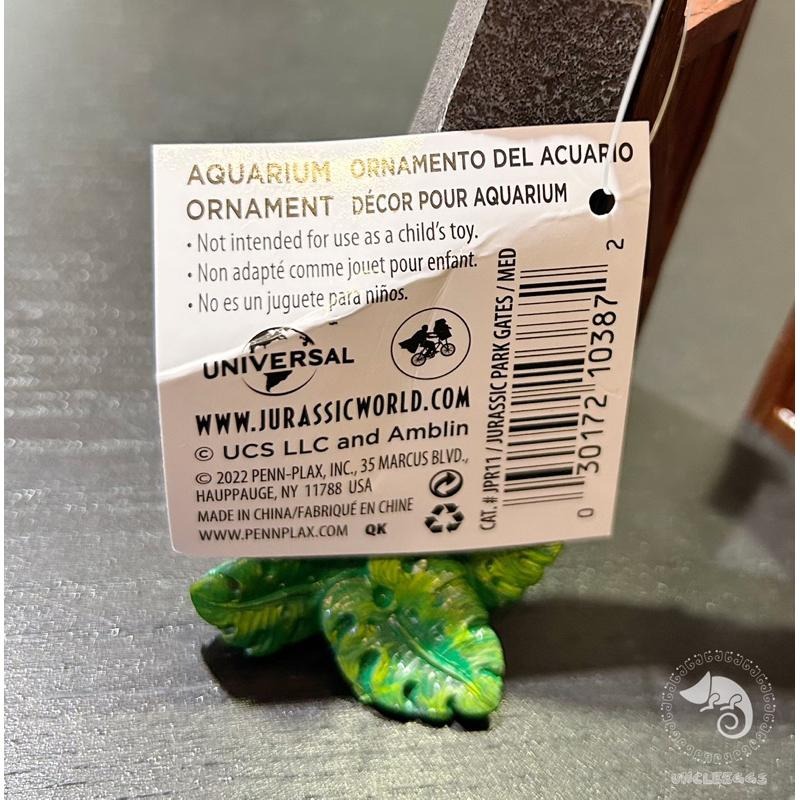 AQUARIUM ORNAMENTO DEL ACUARIO
ORNAMENT DÉCOR POUR AQUARIUM
• Not intended for use as a child's toy.
• Non adapté comme jouet pour enfant.
• No es un juguete para niños.
UNIVERSAL
WWW.JURASSICWORLD.COM
© UCS LLC and Amblin
© 2022 PENN-PLAX, INC., 35 MARCUS BLVD.,
HAUPPAUGE, NY 11788 USA
MADE IN CHINA/FABRIQUÉ EN CHINE
WWW.PENNPLAX.COM QK
CAT. # JPR11 / JURASSIC PARK GATES / MED
0 30172 10387 2
UNCLEEGGS